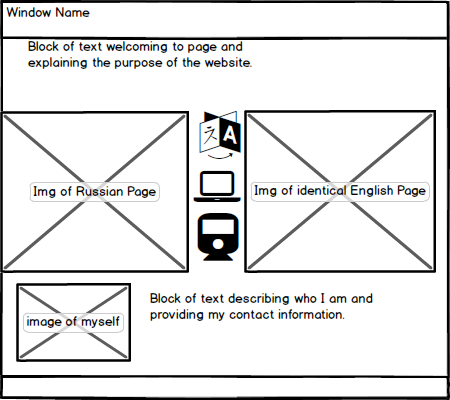 Window Name
Block of text welcoming to page and
explaining the purpose of the website.
A
Img of Russian Page
Img of identical English Page
image of myself
Block of text describing who I am and
providing my contact information.